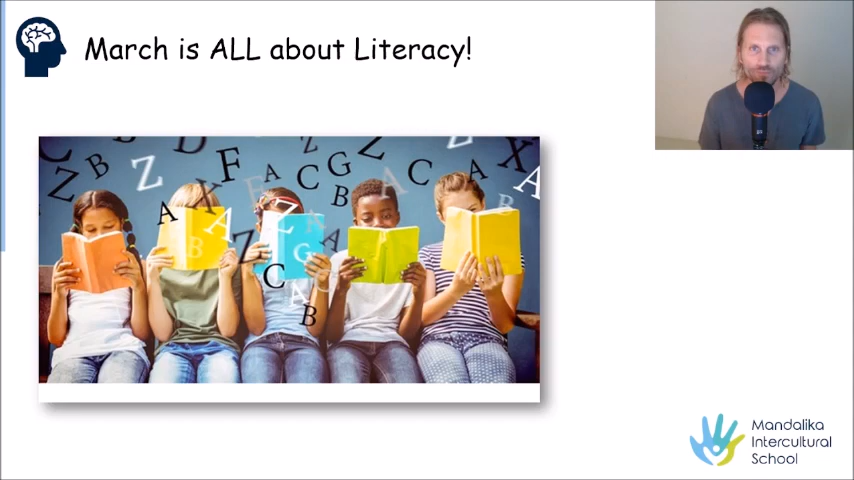 March is ALL about Literacy!
C B D F Z G Z Z C A X
Z B A F A C B A C A A
A X A Z A B
B Z G A
C A
B
Mandalika
Intercultural
School